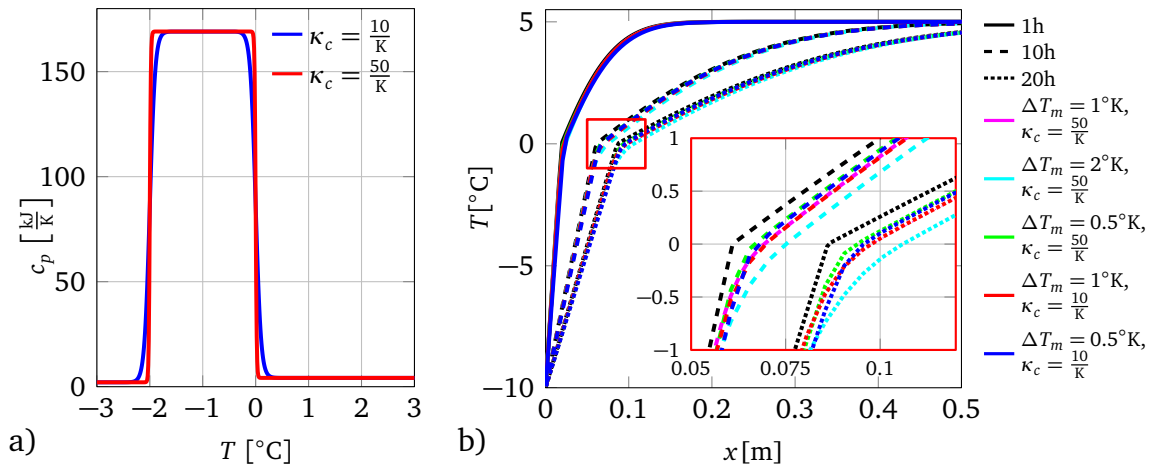 κc = 10/K
κc = 50/K
150
100
50
0
cp [kJ/K]
−3 −2 −1 0 1 2 3
T [°C]
a)
5
0
−5
−10
T [°C]
0 0.1 0.2 0.3 0.4 0.5
x [m]
b)
1
0.5
0
−0.5
−1
0.05 0.075 0.1
1h
10h
20h
ΔTm = 1°K,
κc = 50/K
ΔTm = 2°K,
κc = 50/K
ΔTm = 0.5°K,
κc = 50/K
ΔTm = 1°K,
κc = 10/K
ΔTm = 0.5°K,
κc = 10/K